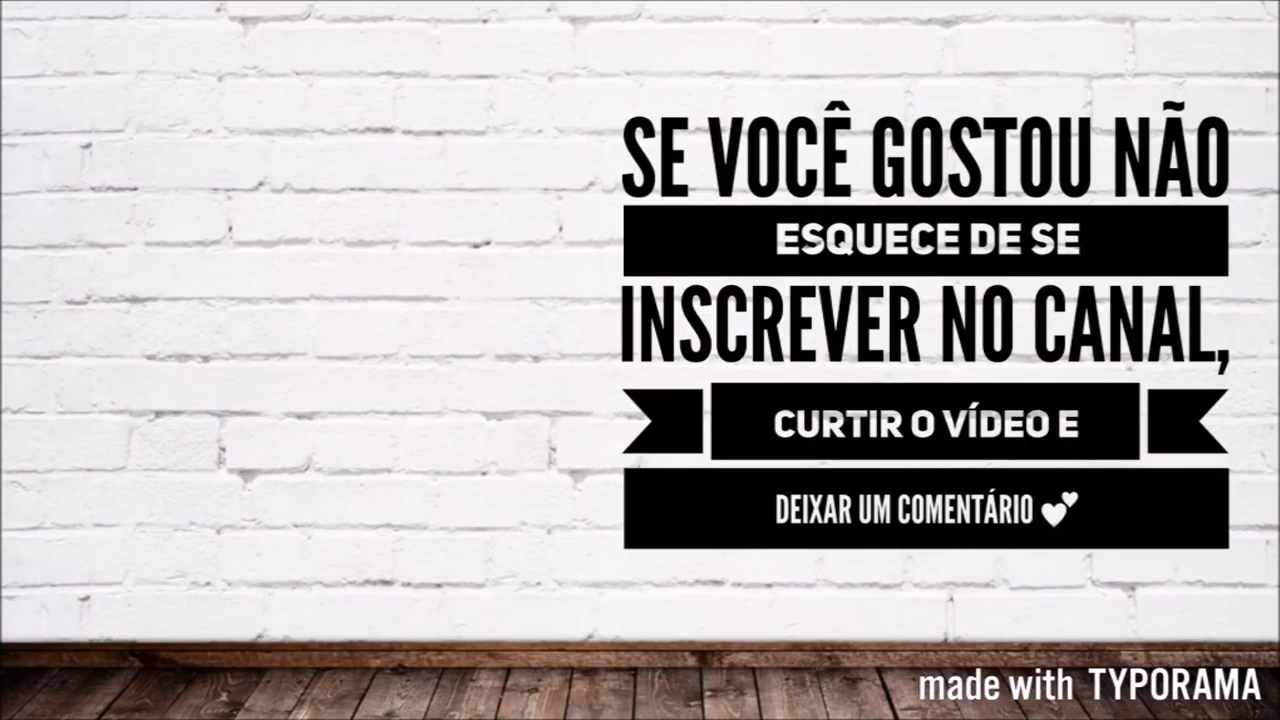 SE VOCÊ GOSTOU NÃO
ESQUECE DE SE
INSCREVER NO CANAL,
CURTIR O VÍDEO E
DEIXAR UM COMENTÁRIO 💕
made with TYPORAMA